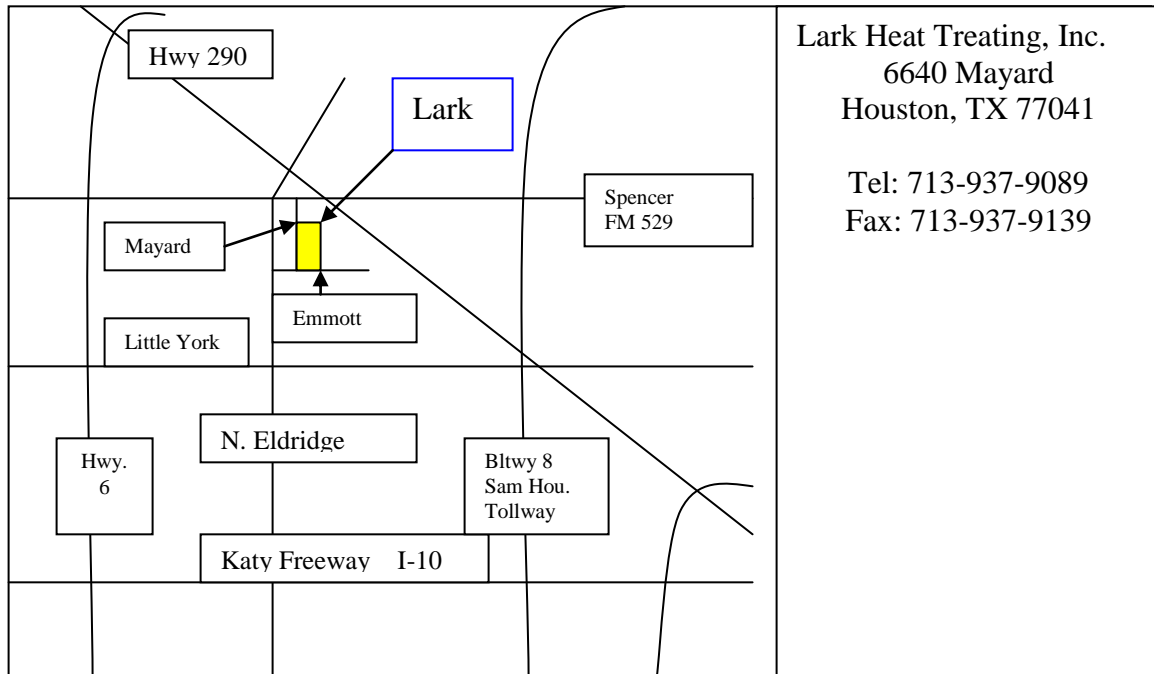 Hwy 290
Lark
Spencer
FM 529
Mayard
Emmott
Little York
N. Eldridge
Hwy.
6
Bltwy 8
Sam Hou.
Tollway
Katy Freeway I-10
Lark Heat Treating, Inc.
6640 Mayard
Houston, TX 77041
Tel: 713-937-9089
Fax: 713-937-9139